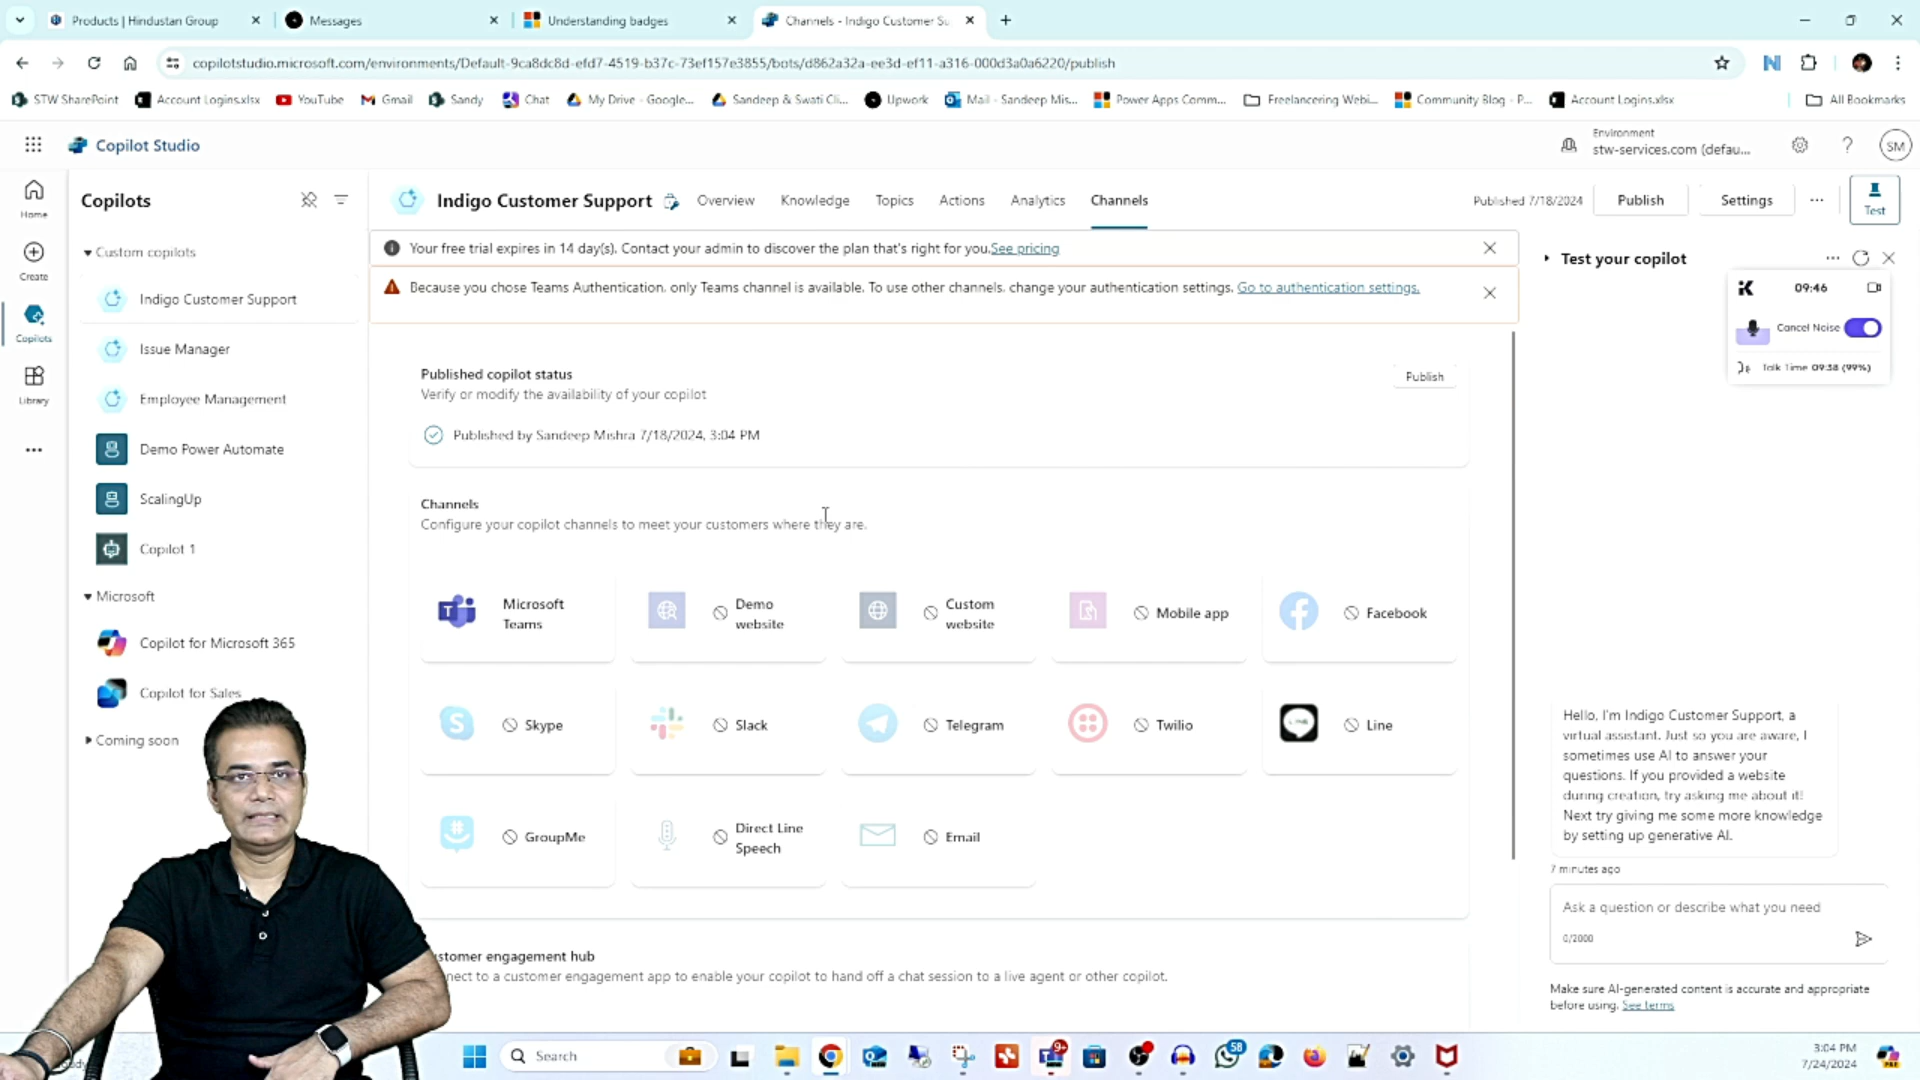 Products | Hindustan Group
Messages
Understanding badges
Channels - Indigo Customer Su
copilotstudio.microsoft.com/environments/Default-9ca8dc8d-efd7-4519-b37c-73ef157e3855/bots/d862a32a-ee3d-ef11-a316-000d3a0a6220/publish
STW SharePoint
Account Logins.xlsx
YouTube
Gmail
Sandy
Chat
My Drive - Google...
Sandeep & Swati Cli...
Upwork
Mail - Sandeep Mis...
Power Apps Comm...
Freelancering Webi...
Community Blog - P...
Account Logins.xlsx
All Bookmarks
Copilot Studio
Environment
stw-services.com (defau...
SM
Home
Create
Copilots
Library
Copilots
Custom copilots
Indigo Customer Support
Issue Manager
Employee Management
Demo Power Automate
ScalingUp
Copilot 1
Microsoft
Copilot for Microsoft 365
Copilot for Sales
Coming soon
Indigo Customer Support
Overview
Knowledge
Topics
Actions
Analytics
Channels
Published 7/18/2024
Publish
Settings
Test
Your free trial expires in 14 day(s). Contact your admin to discover the plan that's right for you.See pricing
Because you chose Teams Authentication, only Teams channel is available. To use other channels, change your authentication settings. Go to authentication settings.
Published copilot status
Verify or modify the availability of your copilot
Publish
Published by Sandeep Mishra 7/18/2024, 3:04 PM
Channels
Configure your copilot channels to meet your customers where they are.
Microsoft
Teams
Demo
website
Custom
website
Mobile app
Facebook
Skype
Slack
Telegram
Twilio
LINE
Line
GroupMe
Direct Line
Speech
Email
stomer engagement hub
nect to a customer engagement app to enable your copilot to hand off a chat session to a live agent or other copilot.
Test your copilot
09:46
Cancel Noise
Talk Time 09:38 (99%)
Hello, I'm Indigo Customer Support, a
virtual assistant. Just so you are aware, I
sometimes use AI to answer your
questions. If you provided a website
during creation, try asking me about it!
Next try giving me some more knowledge
by setting up generative AI.
7 minutes ago
Ask a question or describe what you need
0/2000
Make sure AI-generated content is accurate and appropriate
before using. See terms
Search
9+
58
3:04 PM
7/24/2024